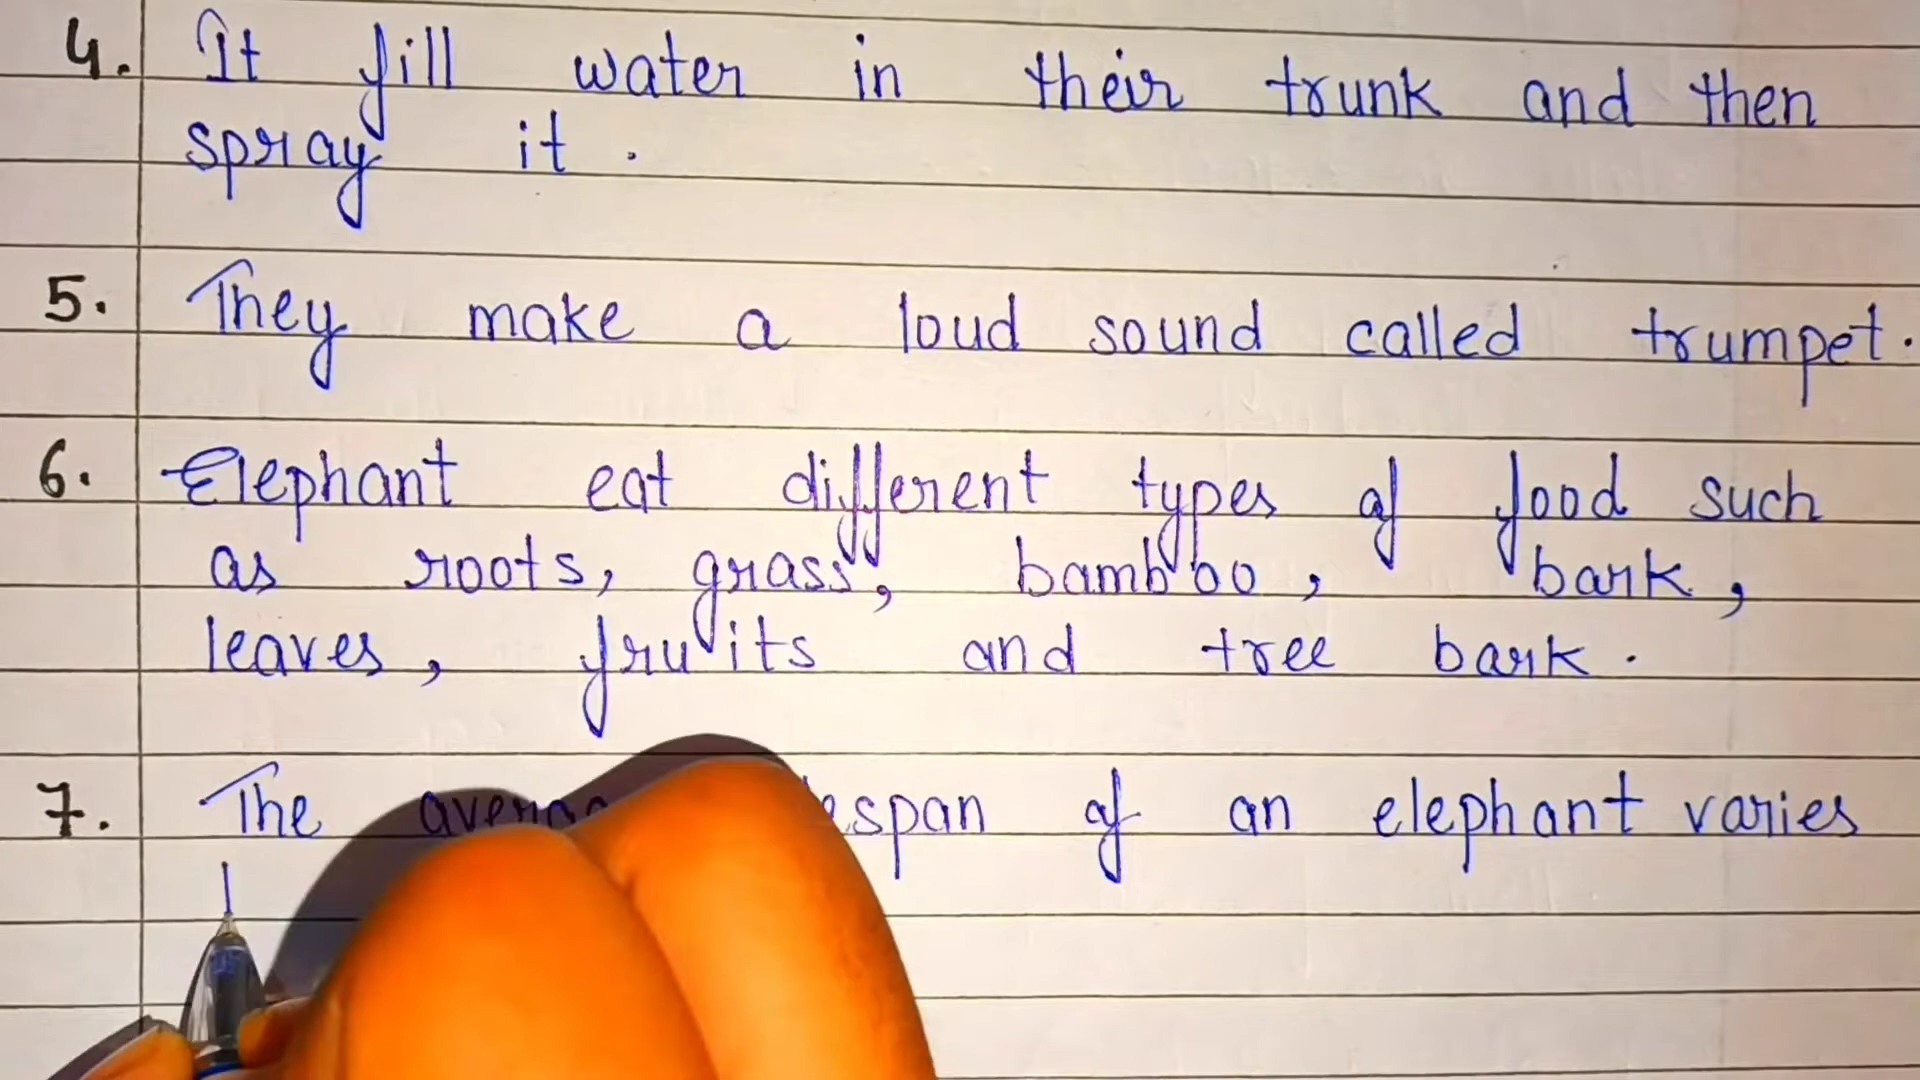 4. It fill water in their trunk and then
spray it .
5. They make a loud sound called trumpet.
6. Elephant eat different types of food such
as roots, grass, bamboo, bark,
leaves, fruits and tree bark.
7. The of an elephant varies